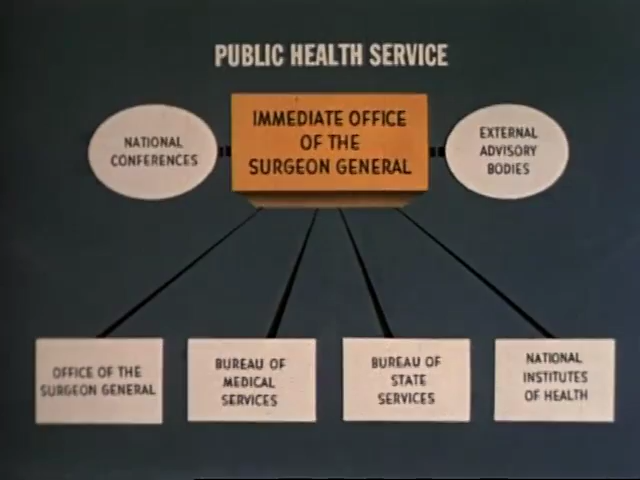 PUBLIC HEALTH SERVICE
NATIONAL
CONFERENCES
IMMEDIATE OFFICE
OF THE
SURGEON GENERAL
EXTERNAL
ADVISORY
BODIES
OFFICE OF THE
SURGEON GENERAL
BUREAU OF
MEDICAL
SERVICES
BUREAU OF
STATE
SERVICES
NATIONAL
INSTITUTES
OF HEALTH